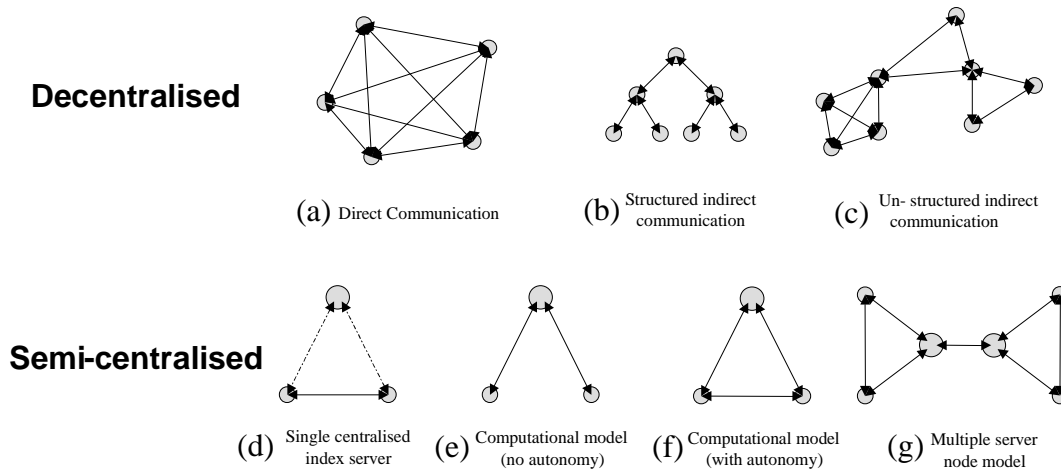 Decentralised
(a) Direct Communication
(b) Structured indirect
communication
(c) Un- structured indirect
communication
Semi-centralised
(d) Single centralised
index server
(e) Computational model
(no autonomy)
(f) Computational model
(with autonomy)
(g) Multiple server
node model